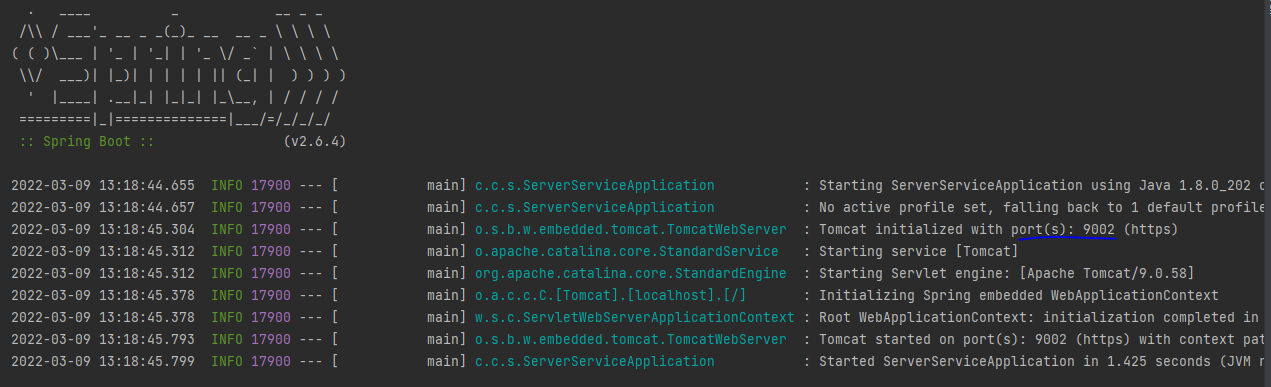 .   ____          _            __ _ _
 /\\ / ___'_ __ _ _(_)_ __  __ _ \ \ \ \
( ( )\___ | '_ | '_| | '_ \/ _` | \ \ \ \
 \\/  ___)| |_)| | | | | || (_| |  ) ) ) )
  '  |____| .__|_| |_|_| |_\__, | / / / /
 =========|_|==============|___/=/_/_/_/
 :: Spring Boot ::                (v2.6.4)
2022-03-09 13:18:44.655  INFO 17900 --- [           main] c.c.s.ServerServiceApplication           : Starting ServerServiceApplication using Java 1.8.0_202
2022-03-09 13:18:44.657  INFO 17900 --- [           main] c.c.s.ServerServiceApplication           : No active profile set, falling back to 1 default profile
2022-03-09 13:18:45.304  INFO 17900 --- [           main] o.s.b.w.embedded.tomcat.TomcatWebServer  : Tomcat initialized with port(s): 9002 (https)
2022-03-09 13:18:45.312  INFO 17900 --- [           main] o.apache.catalina.core.StandardService   : Starting service [Tomcat]
2022-03-09 13:18:45.312  INFO 17900 --- [           main] org.apache.catalina.core.StandardEngine  : Starting Servlet engine: [Apache Tomcat/9.0.58]
2022-03-09 13:18:45.378  INFO 17900 --- [           main] o.a.c.c.C.[Tomcat].[localhost].[/]       : Initializing Spring embedded WebApplicationContext
2022-03-09 13:18:45.378  INFO 17900 --- [           main] w.s.c.ServletWebServerApplicationContext : Root WebApplicationContext: initialization completed in
2022-03-09 13:18:45.793  INFO 17900 --- [           main] o.s.b.w.embedded.tomcat.TomcatWebServer  : Tomcat started on port(s): 9002 (https) with context pat
2022-03-09 13:18:45.799  INFO 17900 --- [           main] c.c.s.ServerServiceApplication           : Started ServerServiceApplication in 1.425 seconds (JVM